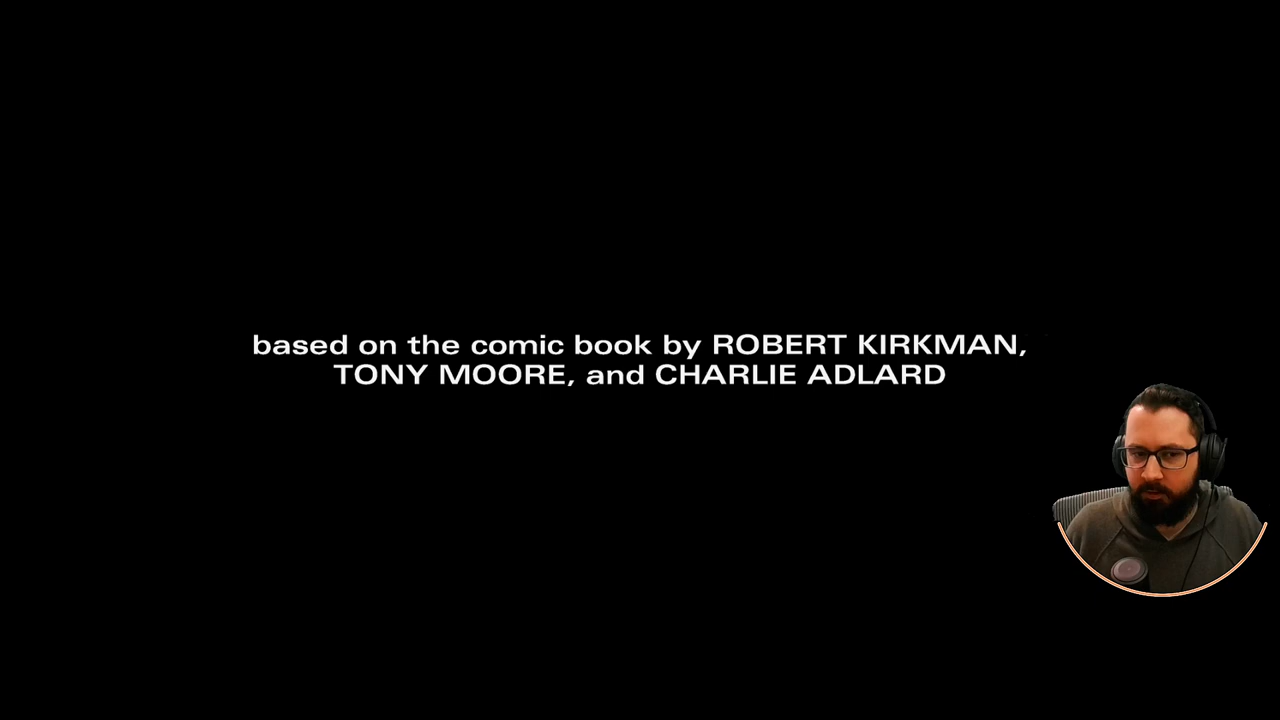 based on the comic book by ROBERT KIRKMAN,
TONY MOORE, and CHARLIE ADLARD